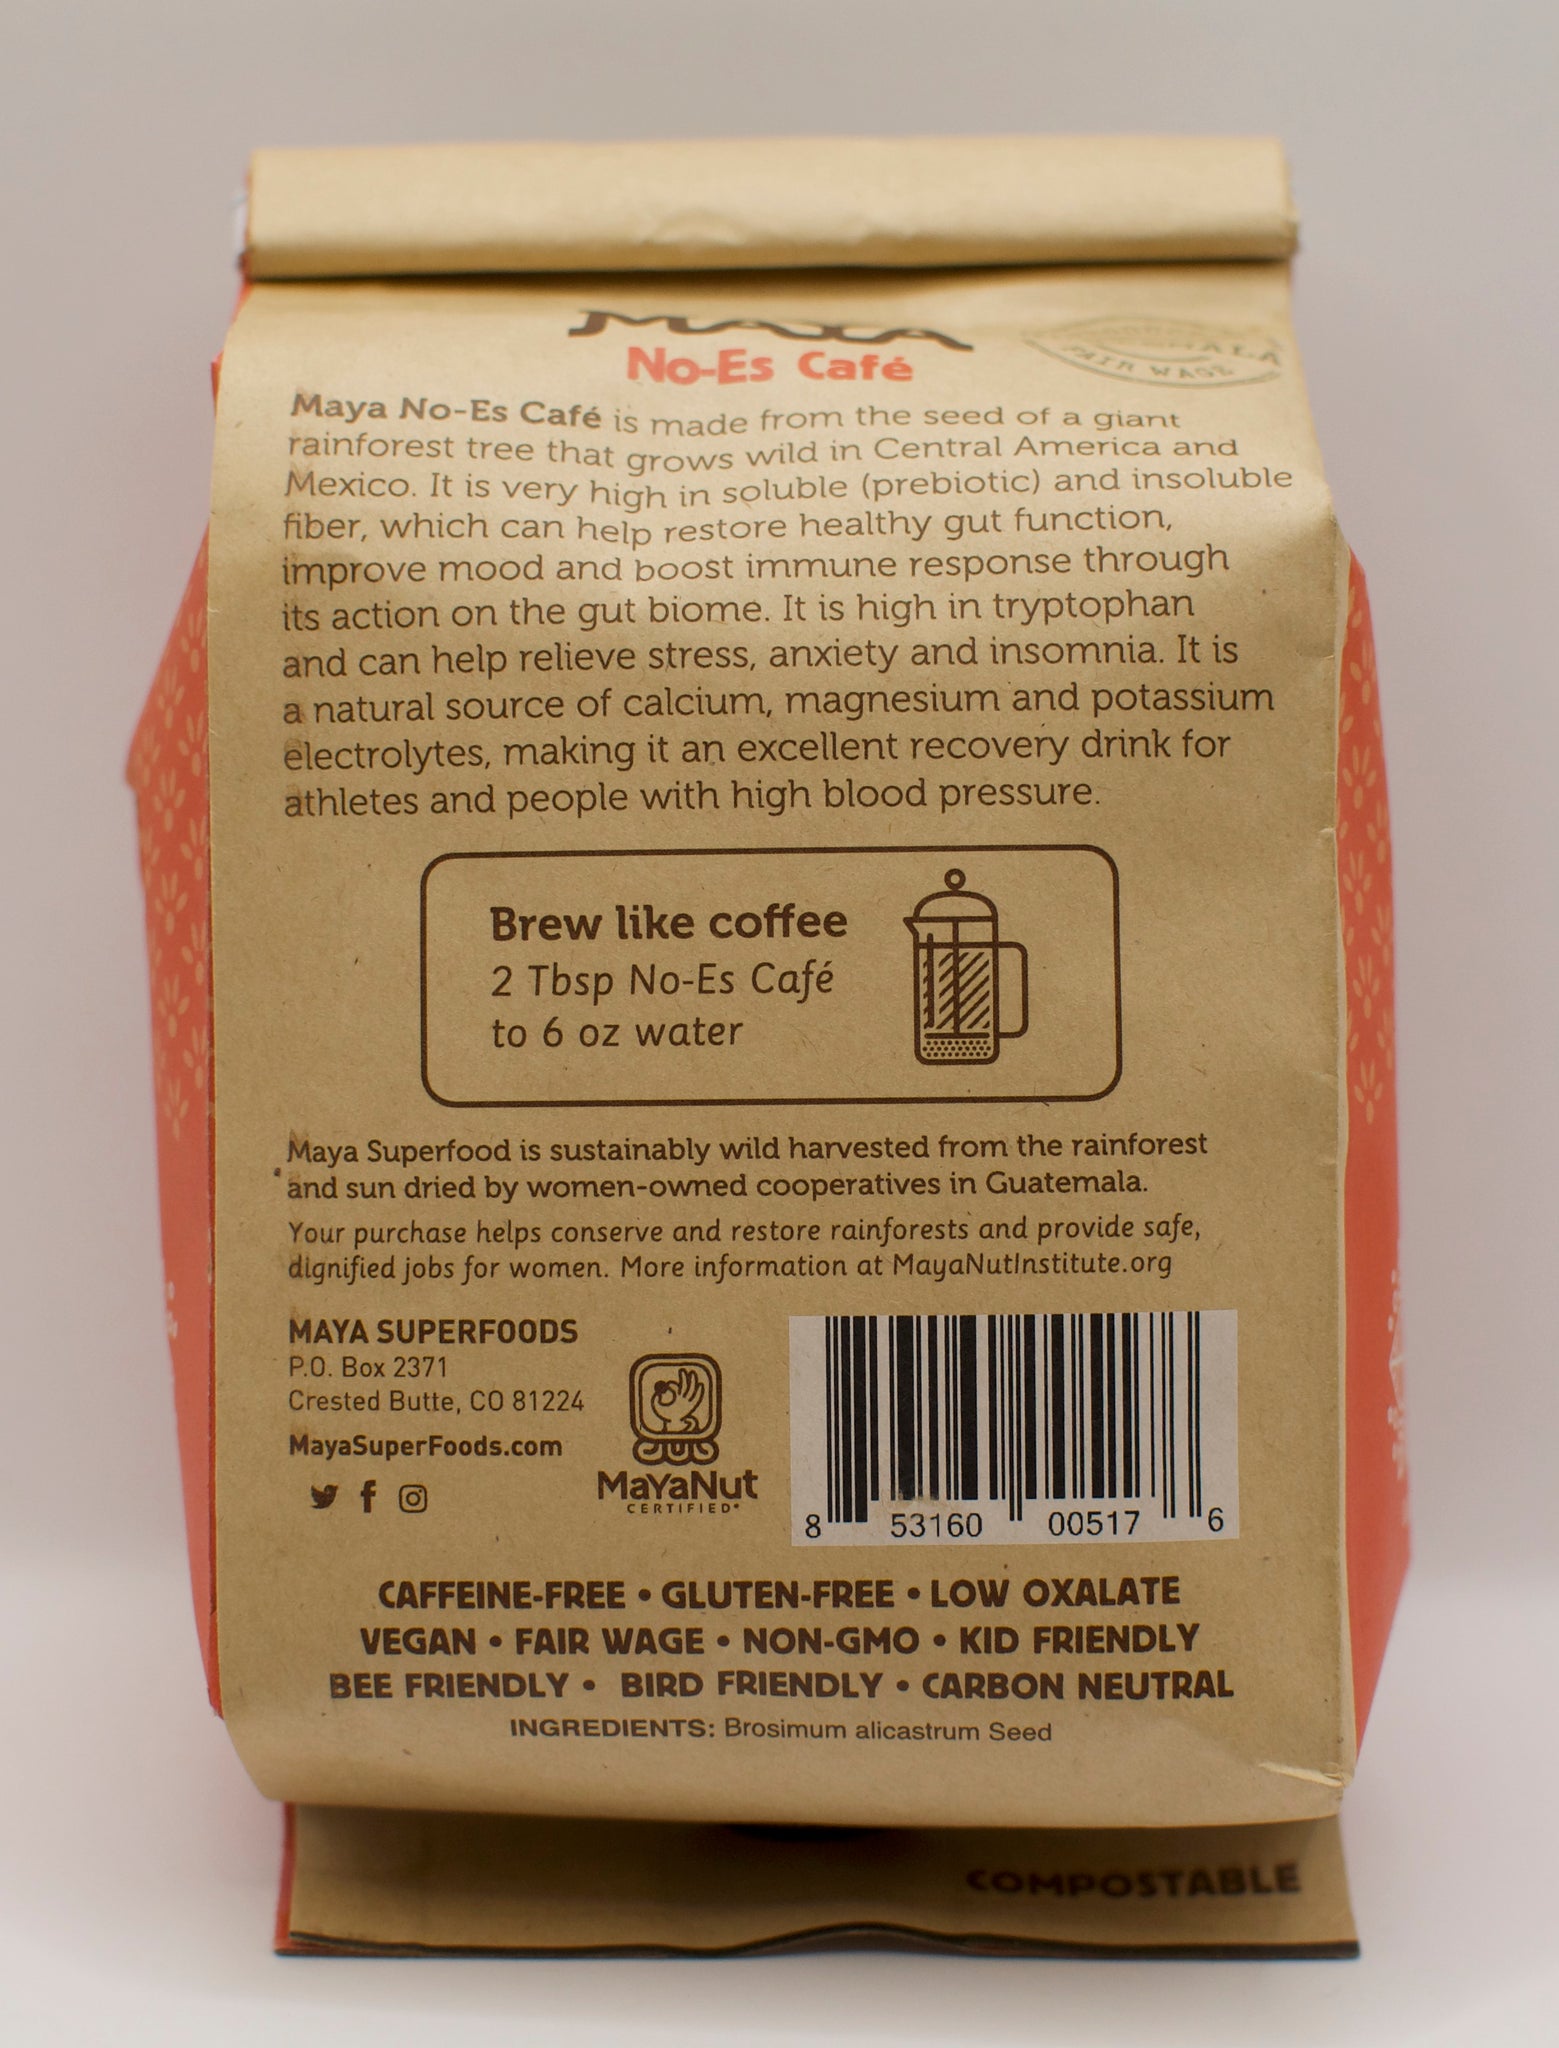 MAYA
No-Es Café
FAIR WAGE
Maya No-Es Café is made from the seed of a giant
rainforest tree that grows wild in Central America and
Mexico. It is very high in soluble (prebiotic) and insoluble
fiber, which can help restore healthy gut function,
improve mood and boost immune response through
its action on the gut biome. It is high in tryptophan
and can help relieve stress, anxiety and insomnia. It is
a natural source of calcium, magnesium and potassium
electrolytes, making it an excellent recovery drink for
athletes and people with high blood pressure.
Brew like coffee
2 Tbsp No-Es Café
to 6 oz water
Maya Superfood is sustainably wild harvested from the rainforest
and sun dried by women-owned cooperatives in Guatemala.
Your purchase helps conserve and restore rainforests and provide safe,
dignified jobs for women. More information at MayaNutInstitute.org
MAYA SUPERFOODS
P.O. Box 2371
Crested Butte, CO 81224
MayaSuperFoods.com
MaYaNut
CERTIFIED
8 53160 00517 6
CAFFEINE-FREE • GLUTEN-FREE • LOW OXALATE
VEGAN • FAIR WAGE • NON-GMO • KID FRIENDLY
BEE FRIENDLY • BIRD FRIENDLY • CARBON NEUTRAL
INGREDIENTS: Brosimum alicastrum Seed
COMPOSTABLE